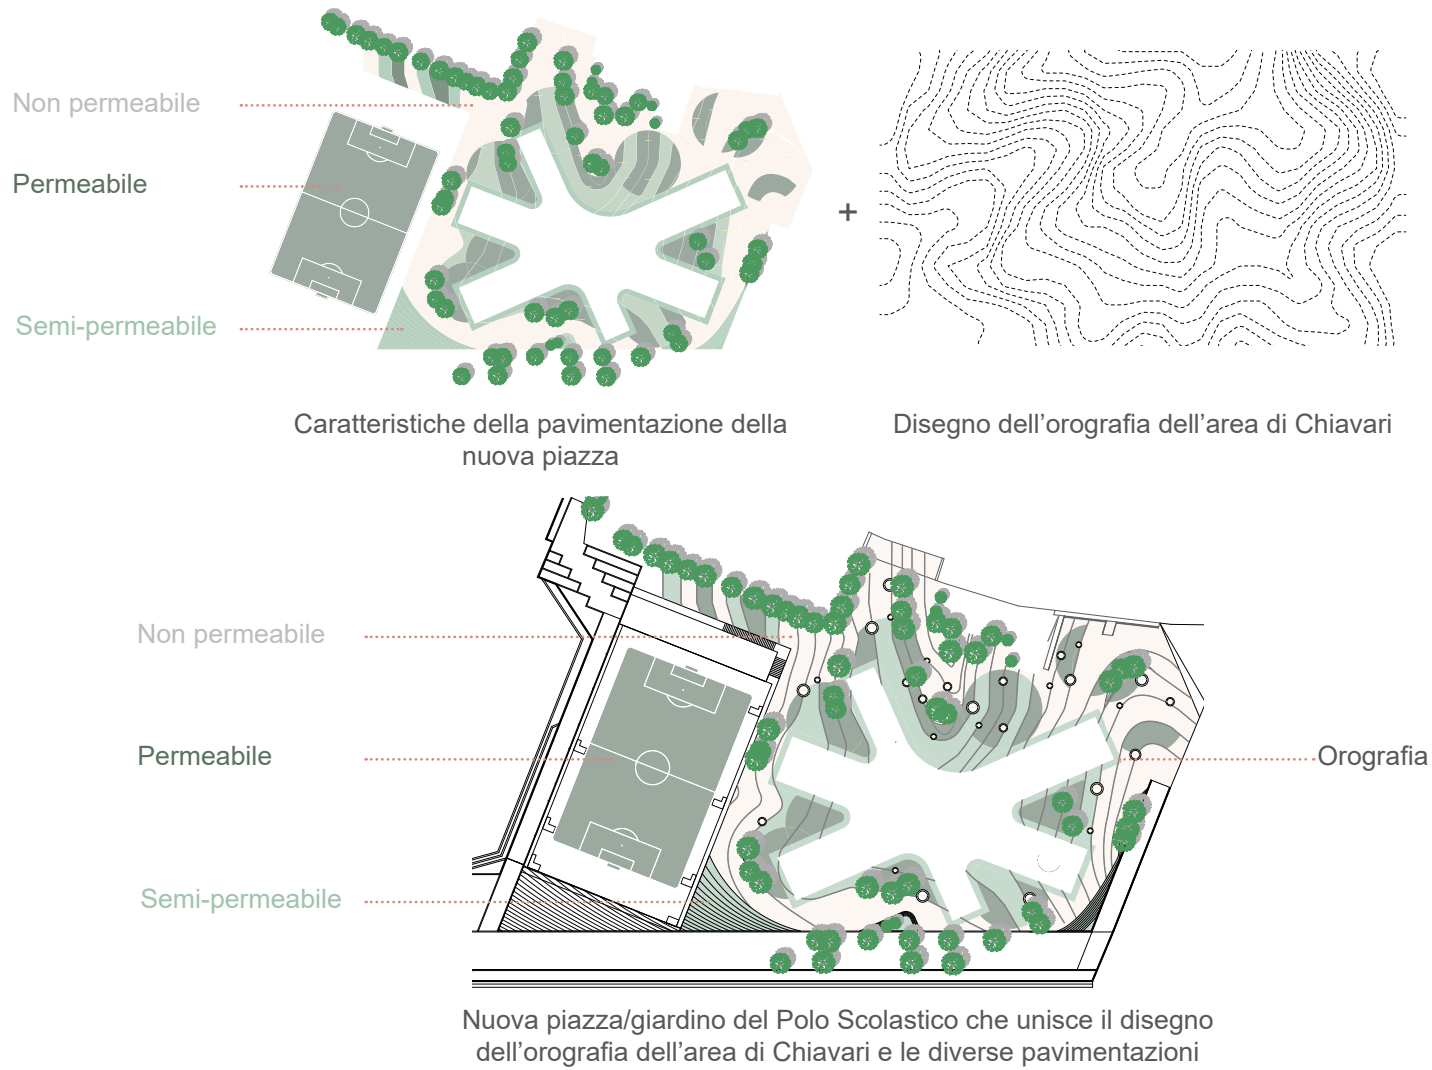 Non permeabile
Permeabile
Semi-permeabile
+
Caratteristiche della pavimentazione della
nuova piazza
Disegno dell’orografia dell’area di Chiavari
Non permeabile
Permeabile
Orografia
Semi-permeabile
Nuova piazza/giardino del Polo Scolastico che unisce il disegno
dell’orografia dell’area di Chiavari e le diverse pavimentazioni